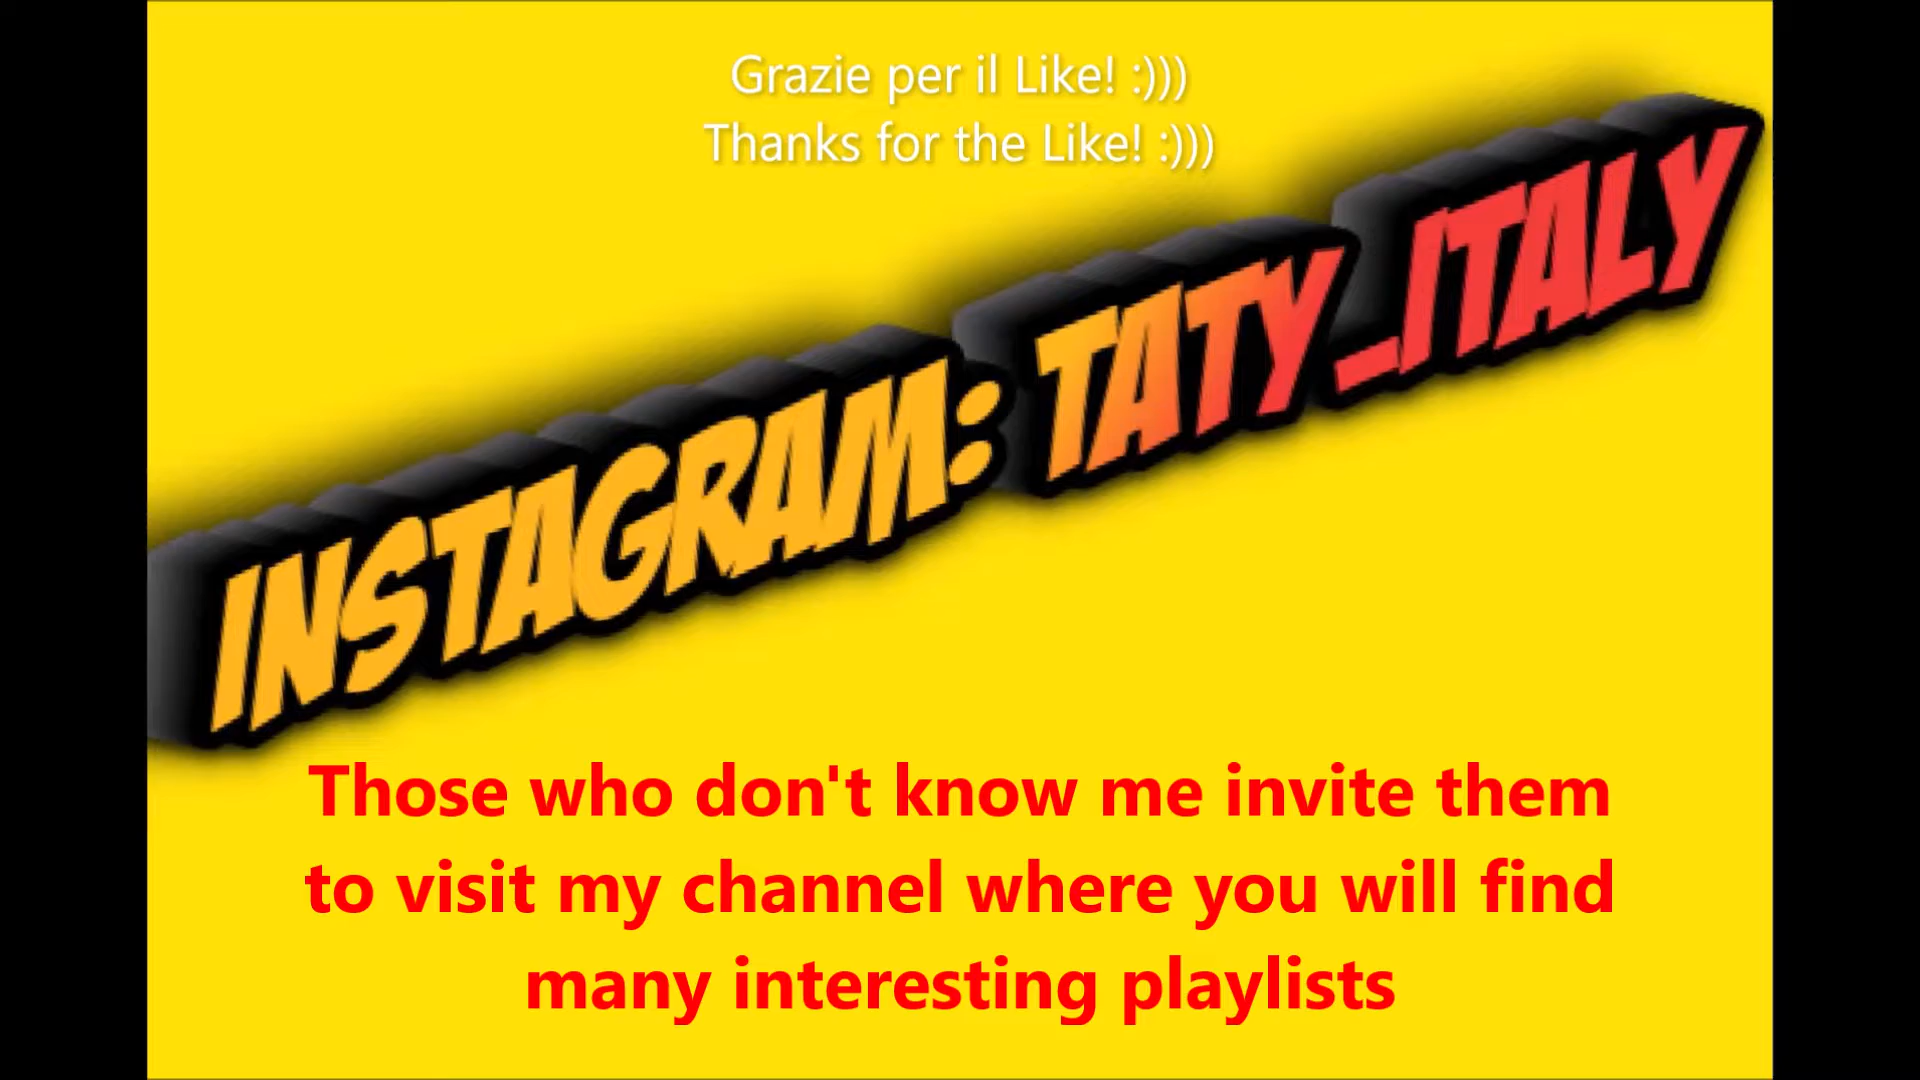 Grazie per il Like! :)))
Thanks for the Like! :)))
INSTAGRAM: TATY_ITALY
Those who don't know me invite them
to visit my channel where you will find
many interesting playlists